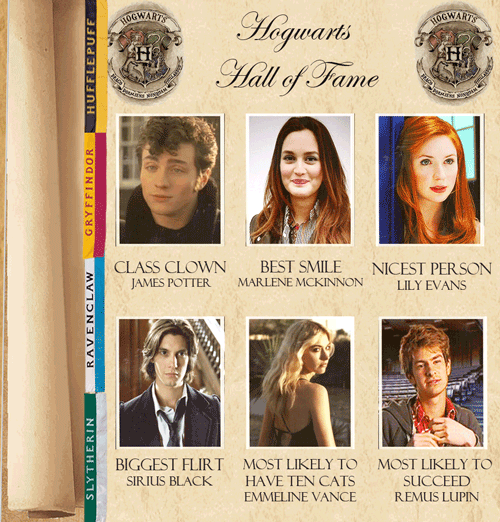 Hogwarts
Hall of Fame
HOGWARTS
HOGWARTS
HUFFLEPUFF
GRYFFINDOR
RAVENCLAW
SLYTHERIN
CLASS CLOWN
JAMES POTTER
BEST SMILE
MARLENE MCKINNON
NICEST PERSON
LILY EVANS
BIGGEST FLIRT
SIRIUS BLACK
MOST LIKELY TO
HAVE TEN CATS
EMMELINE VANCE
MOST LIKELY TO
SUCCEED
REMUS LUPIN